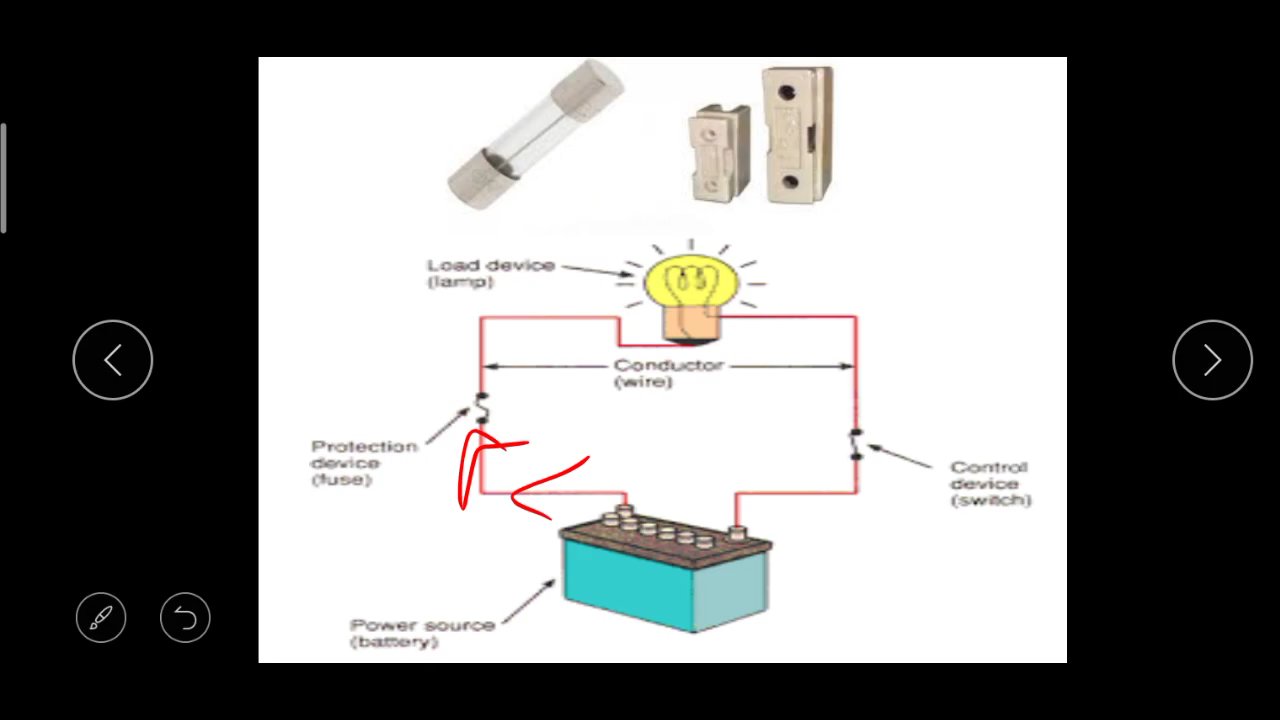 Load device
(lamp)
Conductor
(wire)
Protection
device
(fuse)
Control
device
(switch)
Power source
(battery)